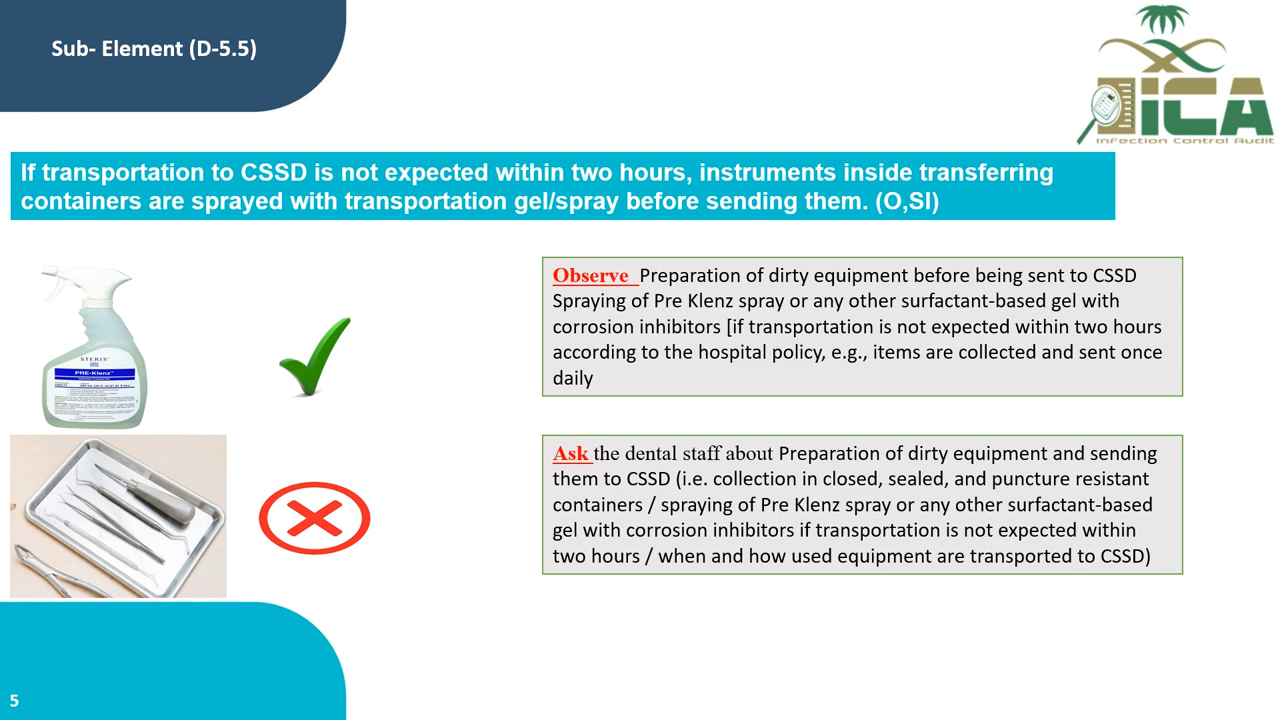 Sub- Element (D-5.5)
iCA
Infection Control Audit
If transportation to CSSD is not expected within two hours, instruments inside transferring
containers are sprayed with transportation gel/spray before sending them. (O,SI)
Observe Preparation of dirty equipment before being sent to CSSD
Spraying of Pre Klenz spray or any other surfactant-based gel with
corrosion inhibitors [if transportation is not expected within two hours
according to the hospital policy, e.g., items are collected and sent once
daily
STERIS
PRE-Klenz™
Ask the dental staff about Preparation of dirty equipment and sending
them to CSSD (i.e. collection in closed, sealed, and puncture resistant
containers / spraying of Pre Klenz spray or any other surfactant-based
gel with corrosion inhibitors if transportation is not expected within
two hours / when and how used equipment are transported to CSSD)
5